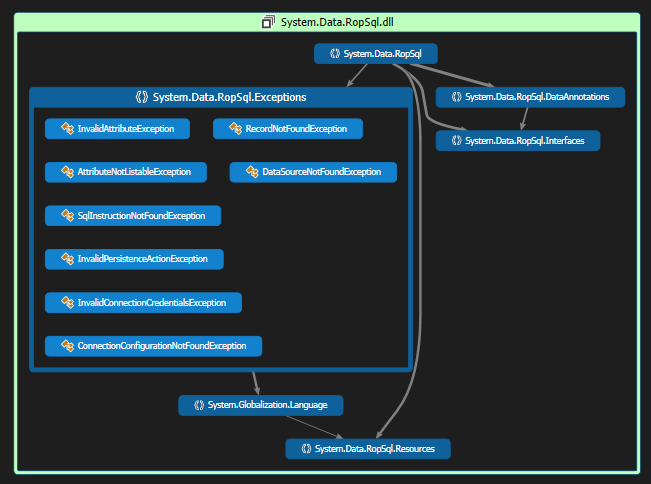 System.Data.RopSql.dll
System.Data.RopSql
System.Data.RopSql.Exceptions
System.Data.RopSql.DataAnnotations
InvalidAttributeException
RecordNotFoundException
System.Data.RopSql.Interfaces
AttributeNotListableException
DataSourceNotFoundException
SqlInstructionNotFoundException
InvalidPersistenceActionException
InvalidConnectionCredentialsException
ConnectionConfigurationNotFoundException
System.Globalization.Language
System.Data.RopSql.Resources